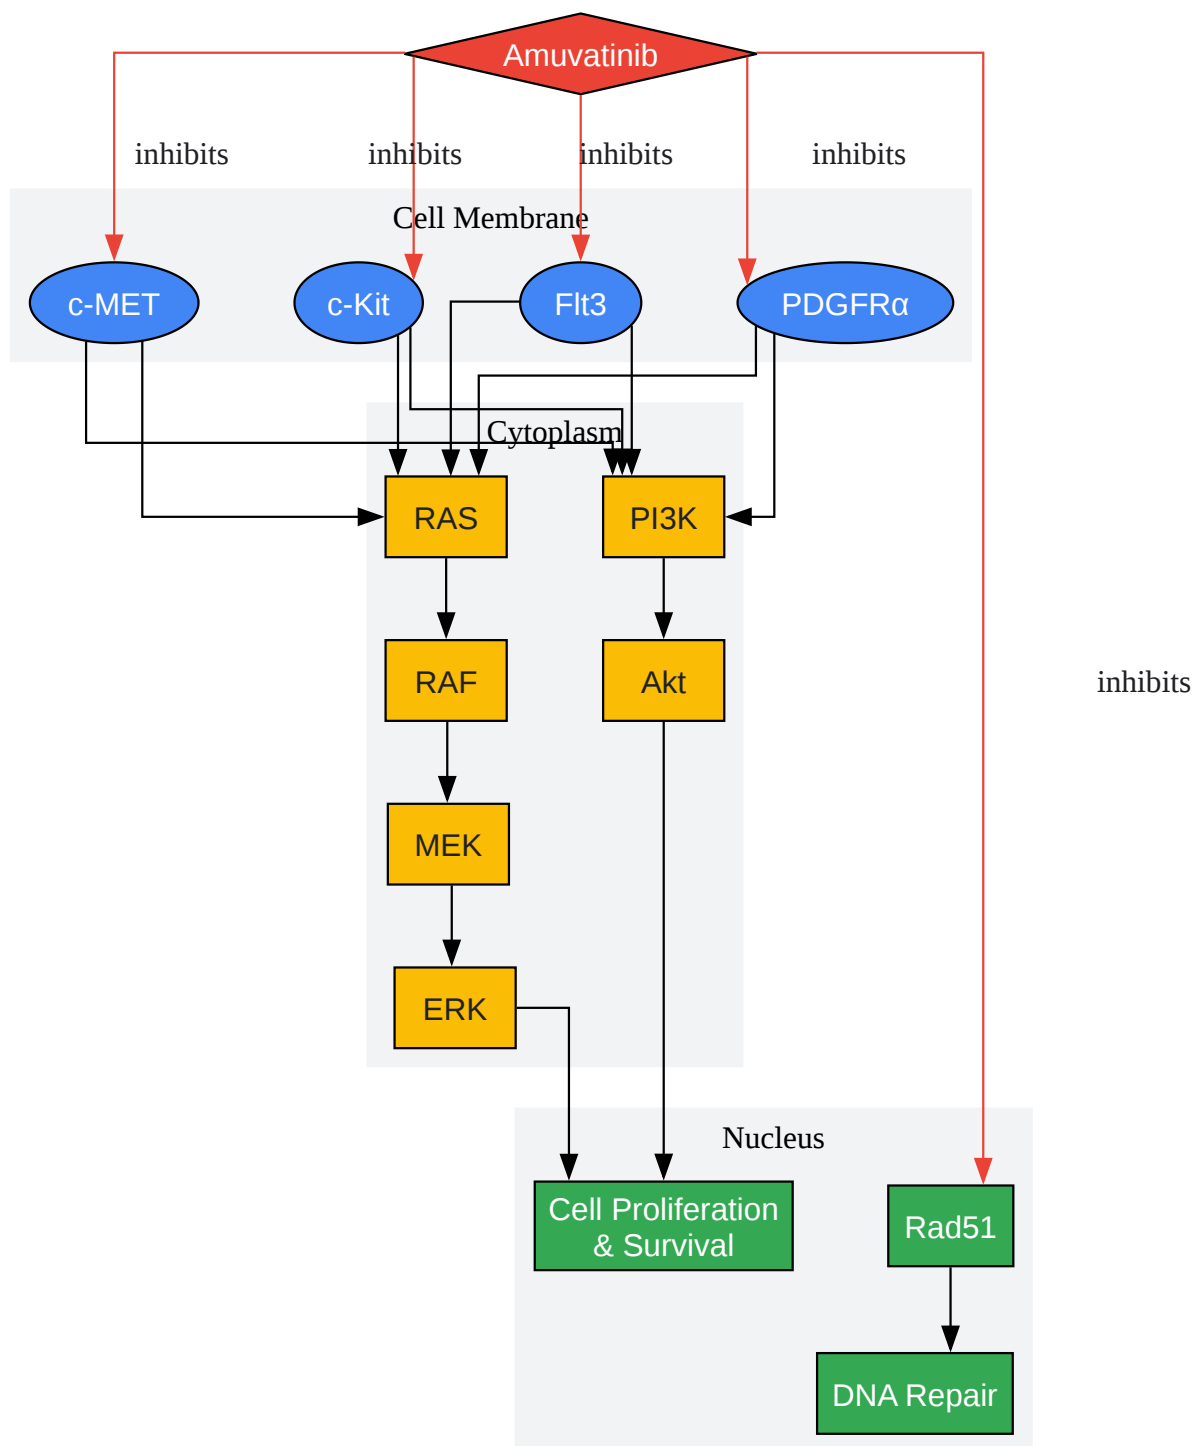 Amuvatinib
inhibits
inhibits
inhibits
inhibits
Cell Membrane
c-MET
c-Kit
Flt3
PDGFRα
Cytoplasm
RAS
PI3K
RAF
Akt
inhibits
MEK
ERK
Nucleus
Cell Proliferation
& Survival
Rad51
DNA Repair